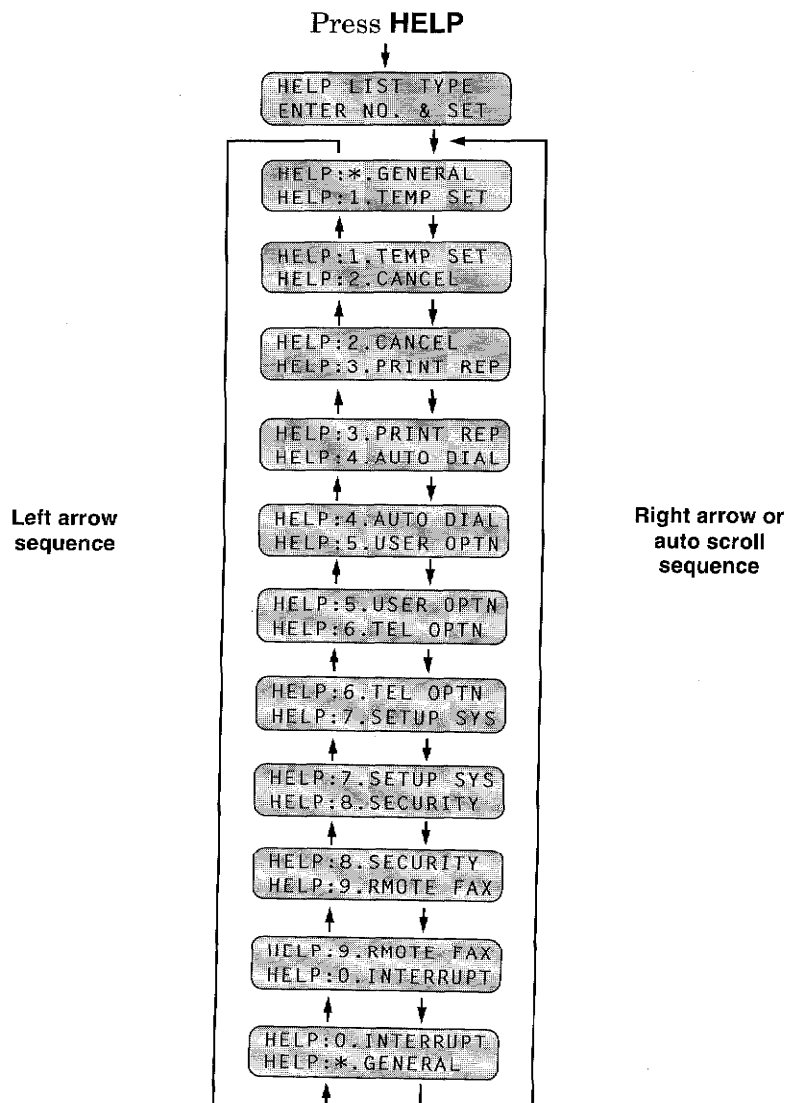 Press HELP
HELP LIST TYPE
ENTER NO. & SET
HELP:*.GENERAL
HELP:1.TEMP SET
HELP:1.TEMP SET
HELP:2.CANCEL
HELP:2.CANCEL
HELP:3.PRINT REP
HELP:3.PRINT REP
HELP:4.AUTO DIAL
Left arrow
sequence
HELP:4.AUTO DIAL
HELP:5.USER OPTN
Right arrow or
auto scroll
sequence
HELP:5.USER OPTN
HELP:6.TEL OPTN
HELP:6.TEL OPTN
HELP:7.SETUP SYS
HELP:7.SETUP SYS
HELP:8.SECURITY
HELP:8.SECURITY
HELP:9.RMOTE FAX
HELP:9.RMOTE FAX
HELP:0.INTERRUPT
HELP:0.INTERRUPT
HELP:*.GENERAL